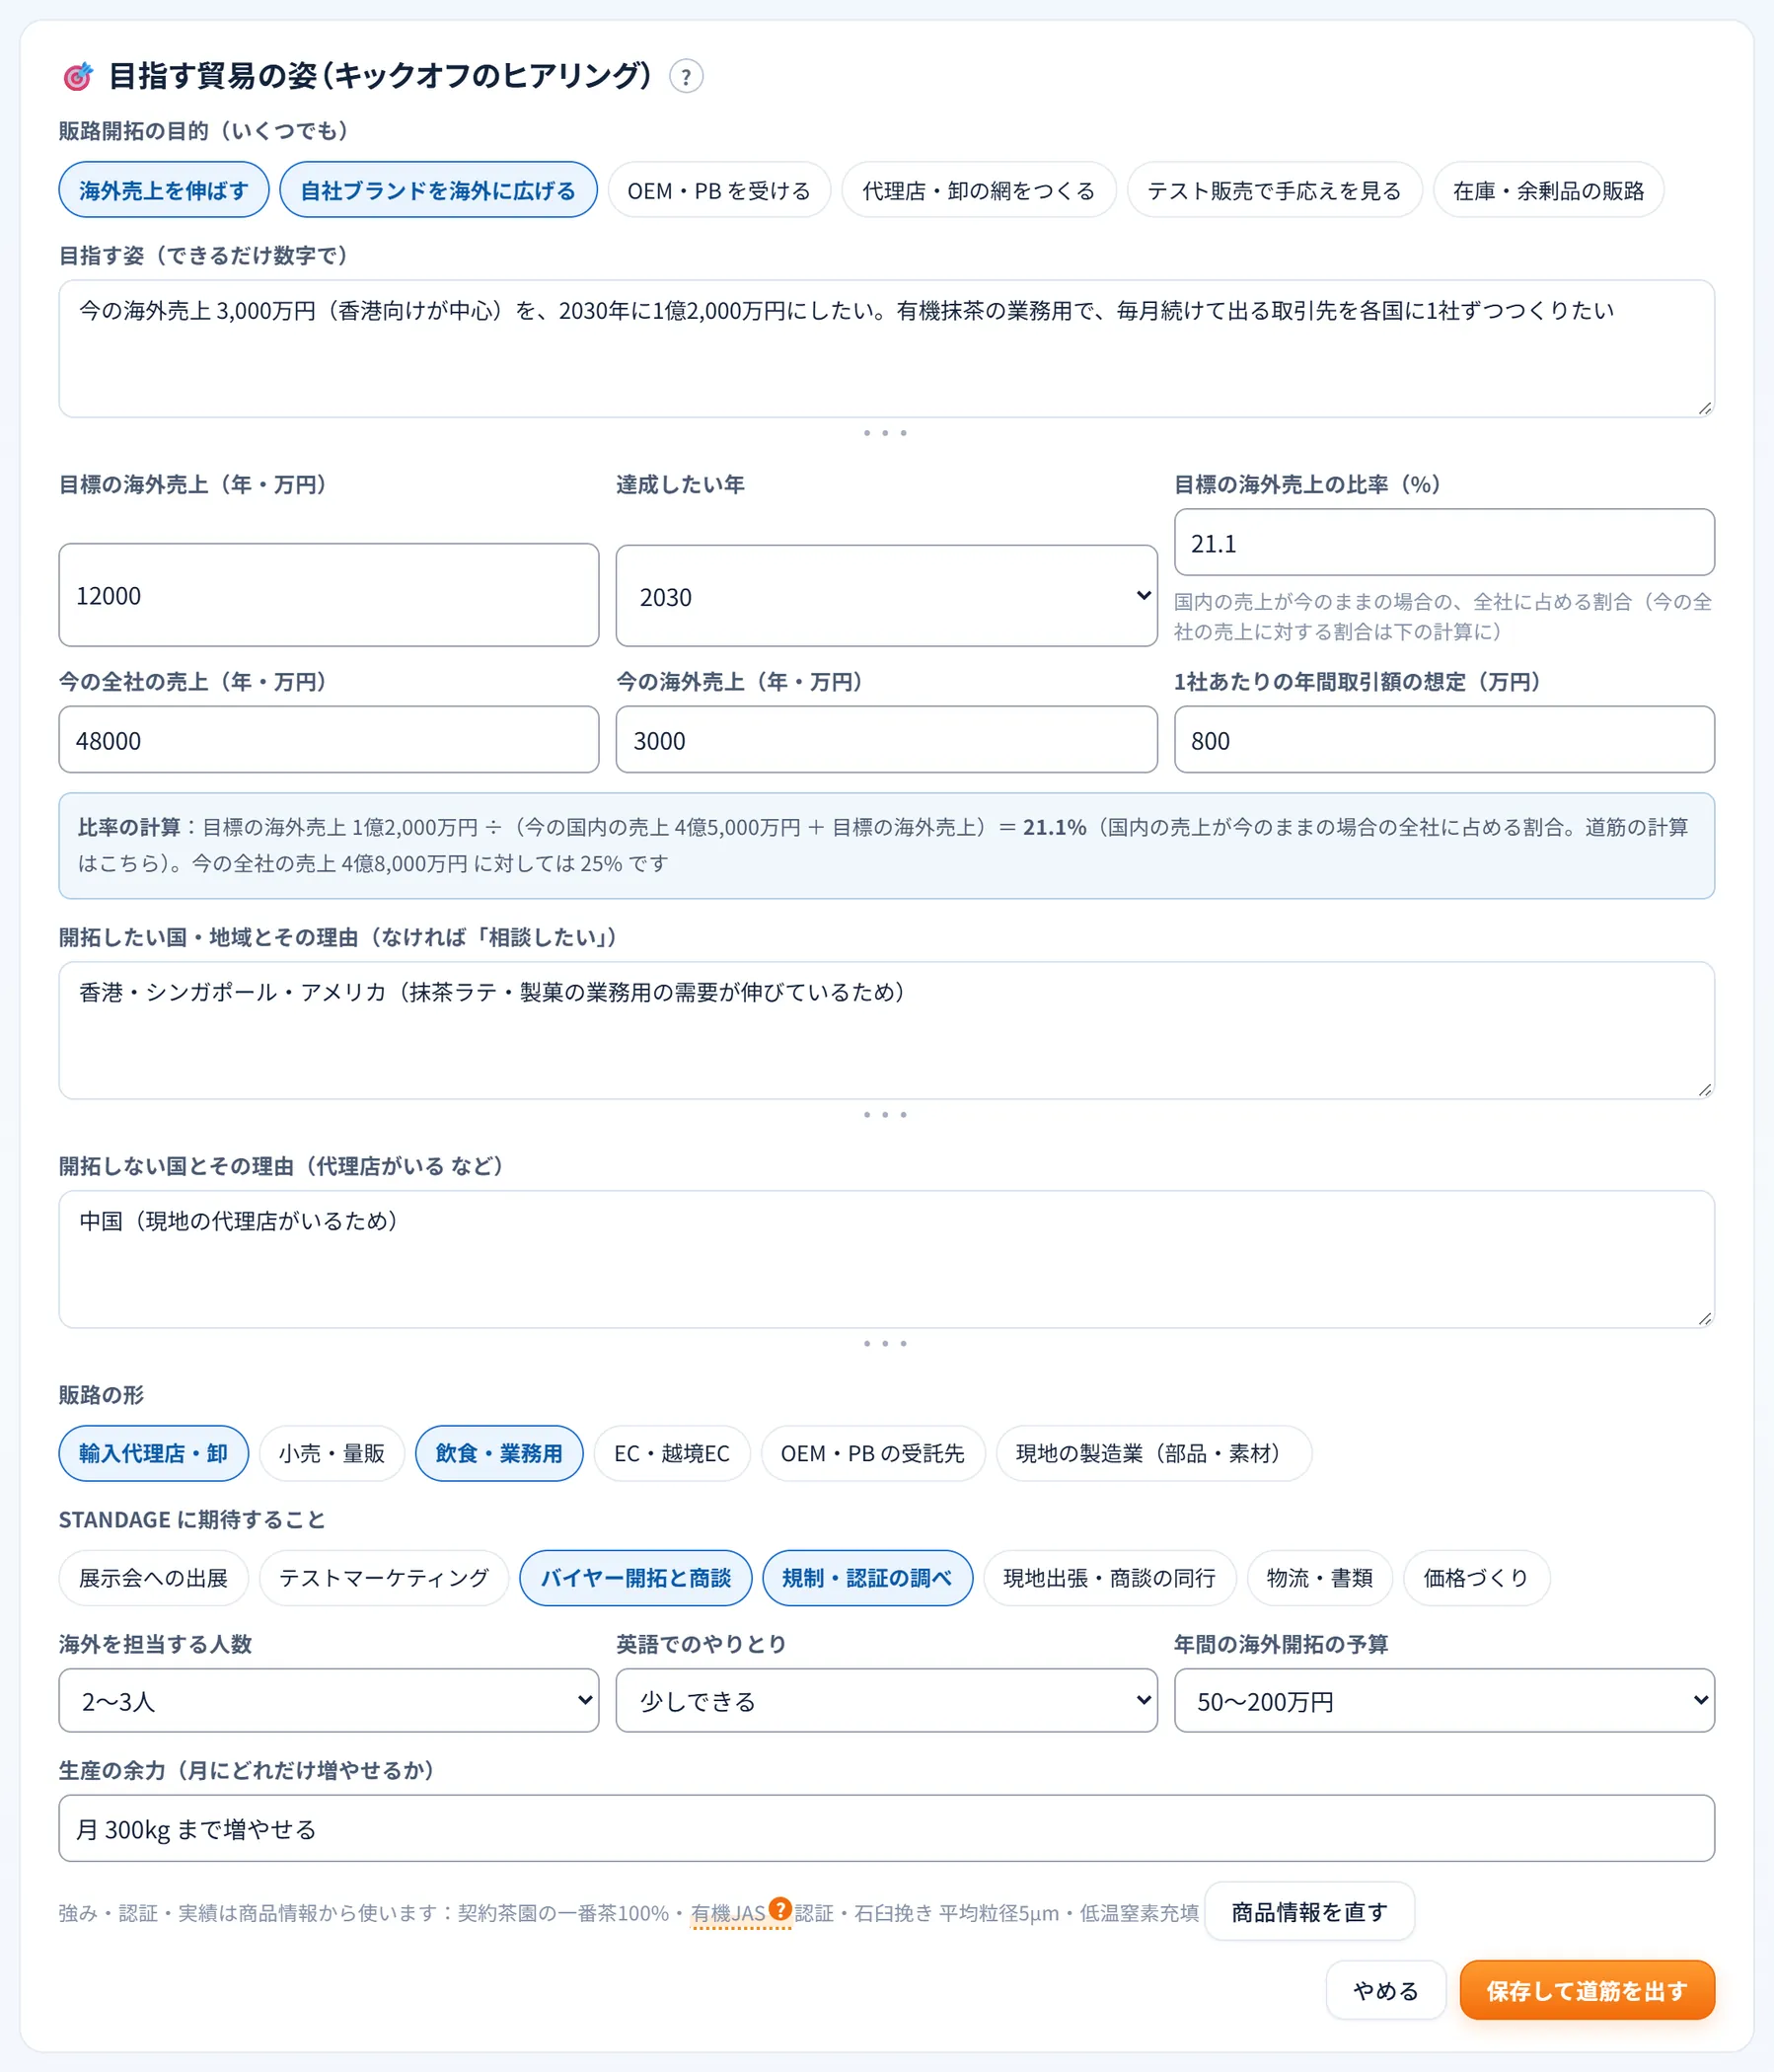 目指す貿易の姿（キックオフのヒアリング） ?
販路開拓の目的（いくつでも）
海外売上を伸ばす 自社ブランドを海外に広げる OEM・PB を受ける 代理店・卸の網をつくる テスト販売で手応えを見る 在庫・余剰品の販路
目指す姿（できるだけ数字で）
今の海外売上 3,000万円（香港向けが中心）を、2030年に1億2,000万円にしたい。有機抹茶の業務用で、毎月続けて出る取引先を各国に1社ずつつくりたい
目標の海外売上（年・万円） 達成したい年 目標の海外売上の比率（%）
12000 2030 21.1
国内の売上が今のままの場合の、全社に占める割合（今の全
社の売上に対する割合は下の計算に）
今の全社の売上（年・万円） 今の海外売上（年・万円） 1社あたりの年間取引額の想定（万円）
48000 3000 800
比率の計算：目標の海外売上 1億2,000万円 ÷（今の国内の売上 4億5,000万円 ＋ 目標の海外売上）＝ 21.1%（国内の売上が今のままの場合の全社に占める割合。道筋の計算
はこちら）。今の全社の売上 4億8,000万円 に対しては 25% です
開拓したい国・地域とその理由（なければ「相談したい」）
香港・シンガポール・アメリカ（抹茶ラテ・製菓の業務用の需要が伸びているため）
開拓しない国とその理由（代理店がいる など）
中国（現地の代理店がいるため）
販路の形
輸入代理店・卸 小売・量販 飲食・業務用 EC・越境EC OEM・PB の受託先 現地の製造業（部品・素材）
STANDAGE に期待すること
展示会への出展 テストマーケティング バイヤー開拓と商談 規制・認証の調べ 現地出張・商談の同行 物流・書類 価格づくり
海外を担当する人数 英語でのやりとり 年間の海外開拓の予算
2〜3人 少しできる 50〜200万円
生産の余力（月にどれだけ増やせるか）
月 300kg まで増やせる
強み・認証・実績は商品情報から使います：契約茶園の一番茶100%・有機JAS?認証・石臼挽き 平均粒径5μm・低温窒素充填 商品情報を直す
やめる 保存して道筋を出す